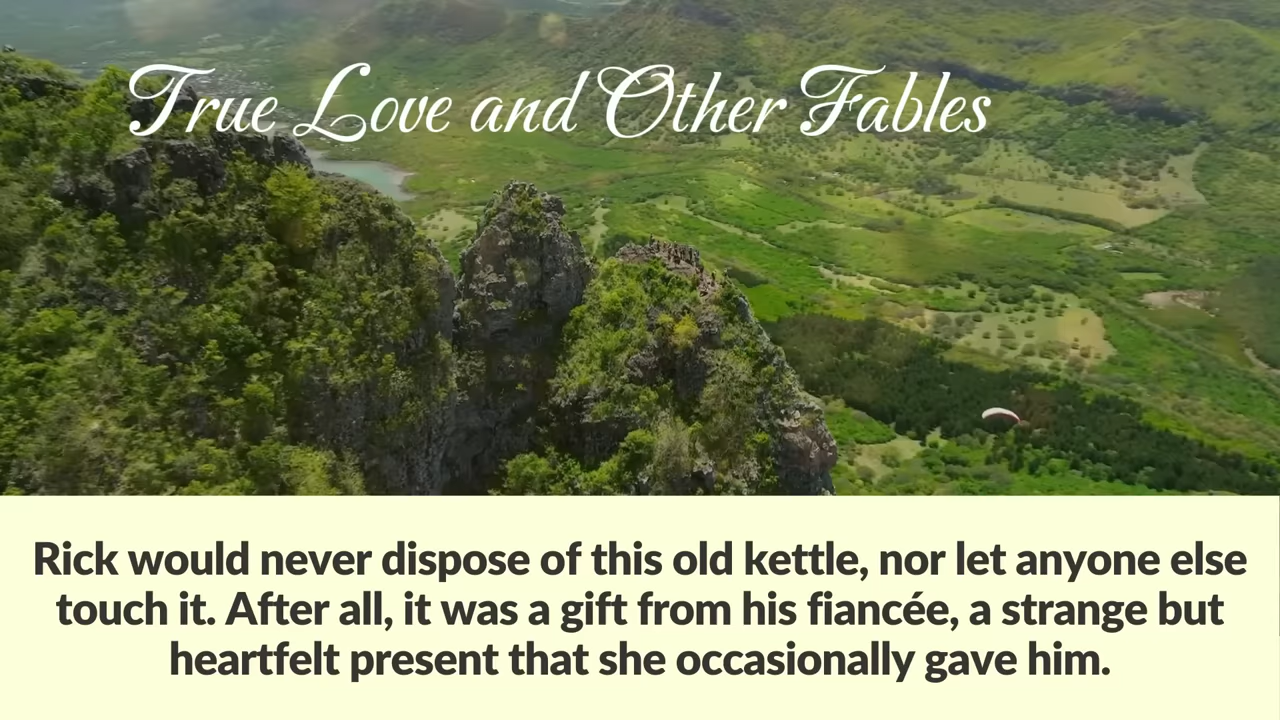 True Love and Other Fables
Rick would never dispose of this old kettle, nor let anyone else
touch it. After all, it was a gift from his fiancée, a strange but
heartfelt present that she occasionally gave him.